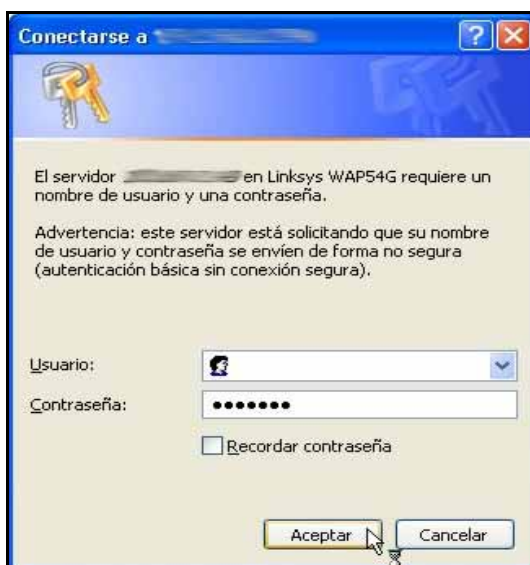 Conectarse a
El servidor en Linksys WAP54G requiere un
nombre de usuario y una contraseña.
Advertencia: este servidor está solicitando que su nombre
de usuario y contraseña se envíen de forma no segura
(autenticación básica sin conexión segura).
Usuario:
Contraseña: •••••••
Recordar contraseña
Aceptar Cancelar